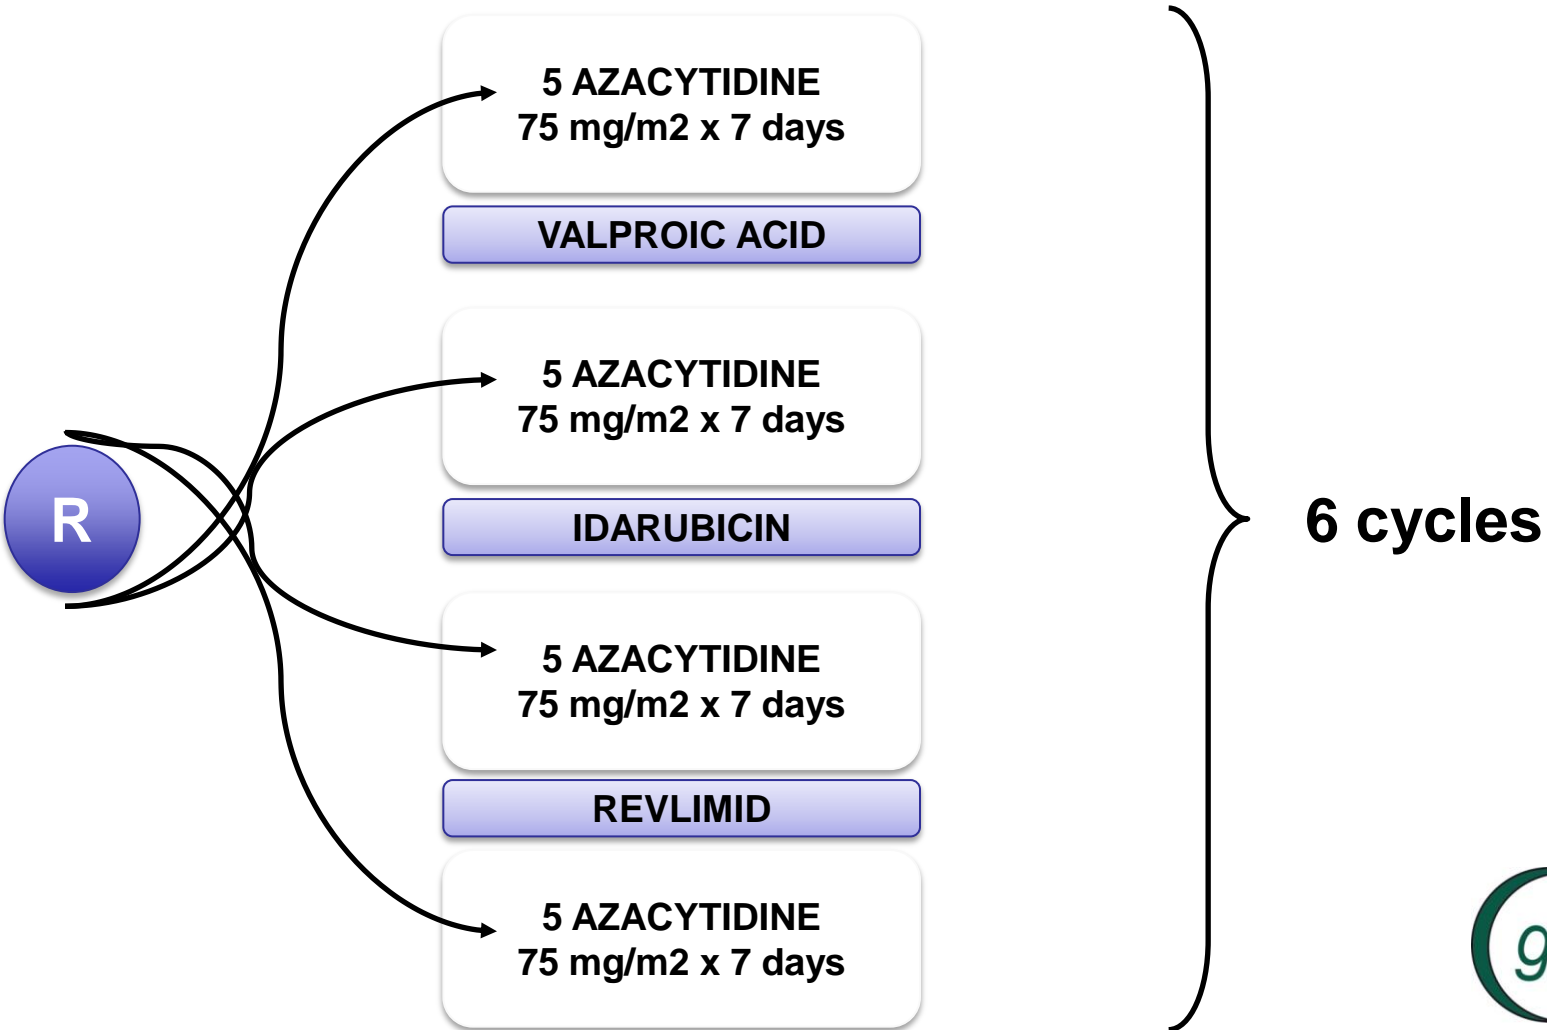 5 AZACYTIDINE
75 mg/m2 x 7 days
VALPROIC ACID
5 AZACYTIDINE
75 mg/m2 x 7 days
R
IDARUBICIN
6 cycles
5 AZACYTIDINE
75 mg/m2 x 7 days
REVLIMID
5 AZACYTIDINE
75 mg/m2 x 7 days
g